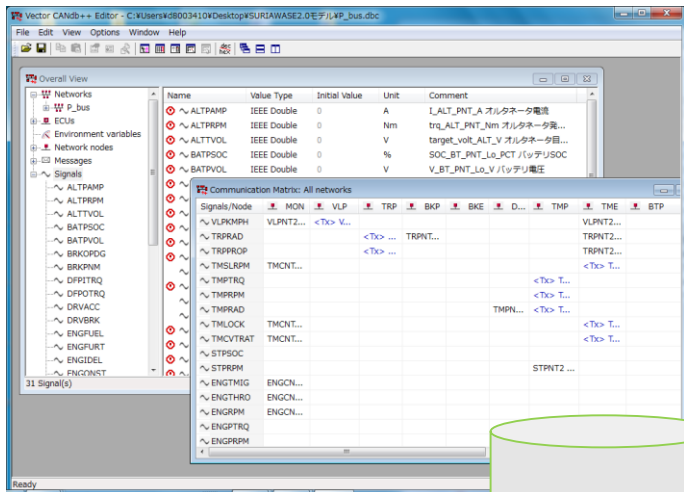 Vector CANdb++ Editor - C:¥Users¥d8003410¥Desktop¥SURIAWASE2.0モデル¥P_bus.dbc
File Edit View Options Window Help
Overall View
Networks
P_bus
ECUs
Environment variables
Network nodes
Messages
Signals
ALTPAMP
ALTPRPM
ALTTVOL
BATPSOC
BATPVOL
BRKOPDG
BRKPNM
DFPITRQ
DFPOTRQ
DRVACC
DRVBRK
ENGFUEL
ENGFURT
ENGIDEL
ENGONST
Name Value Type Initial Value Unit Comment
ALTPAMP IEEE Double 0 A I_ALT_PNT_A オルタネータ電流
ALTPRPM IEEE Double 0 Nm trq_ALT_PNT_Nm オルタネータ発...
ALTTVOL IEEE Double 0 V target_volt_ALT_V オルタネータ目...
BATPSOC IEEE Double 0 % SOC_BT_PNT_Lo_PCT バッテリSOC
BATPVOL IEEE Double 0 V V_BT_PNT_Lo_V バッテリ電圧
31 Signal(s)
Communication Matrix: All networks
Signals/Node MON VLP TRP BKP BKE D... TMP TME BTP
VLPKMPH VLPNT2... <Tx> V... VLPNT2...
TRPRAD <Tx> ... TRPNT... TRPNT2...
TRPPROP <Tx> ... TRPNT2...
TMSLRPM TMCNT... <Tx> T...
TMPTRQ <Tx> T...
TMPRPM <Tx> T...
TMPRAD TMPN... <Tx> T...
TMLOCK TMCNT... <Tx> T...
TMCVTRAT TMCNT... <Tx> T...
STPSOC
STPRPM STPNT2 ...
ENGTMIG ENGCN...
ENGTHRO ENGCN...
ENGRPM ENGCN...
ENGPTRQ
ENGPRPM
Ready